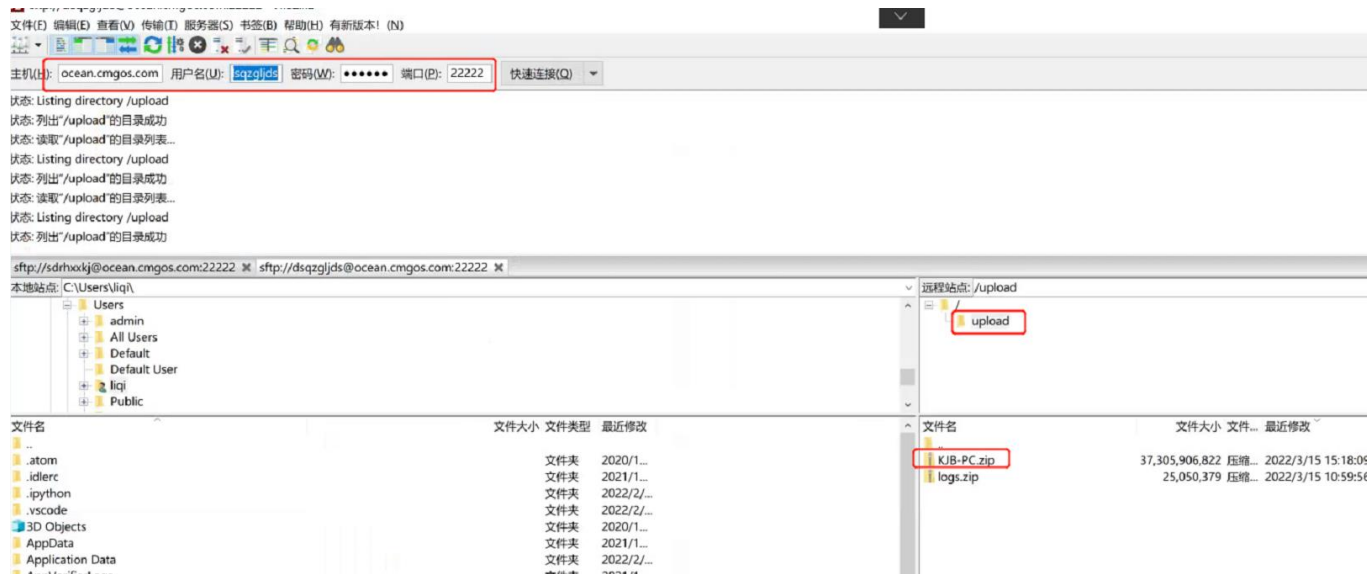 文件(F) 编辑(E) 查看(V) 传输(T) 服务器(S) 书签(B) 帮助(H) 有新版本! (N)
主机(H): ocean.cmgos.com 用户名(U): sqzgljds 密码(W): ●●●●●● 端口(P): 22222 快速连接(Q)
状态: Listing directory /upload
状态: 列出"/upload"的目录成功
状态: 读取"/upload"的目录列表...
状态: Listing directory /upload
状态: 列出"/upload"的目录成功
状态: 读取"/upload"的目录列表...
状态: Listing directory /upload
状态: 列出"/upload"的目录成功
sftp://sdrhxxkj@ocean.cmgos.com:22222 sftp://dsqzgljds@ocean.cmgos.com:22222
本地站点: C:\Users\liqi\
远程站点: /upload
Users
admin
All Users
Default
Default User
liqi
Public
/
upload
文件名 文件大小 文件类型 最近修改
..
.atom 文件夹 2020/1...
.idlerc 文件夹 2021/1...
.ipython 文件夹 2022/2/...
.vscode 文件夹 2022/2/...
3D Objects 文件夹 2020/1...
AppData 文件夹 2021/1...
Application Data 文件夹 2022/2/...
文件名 文件大小 文件... 最近修改
..
KJB-PC.zip 37,305,906,822 压缩... 2022/3/15 15:18:09
logs.zip 25,050,379 压缩... 2022/3/15 10:59:56